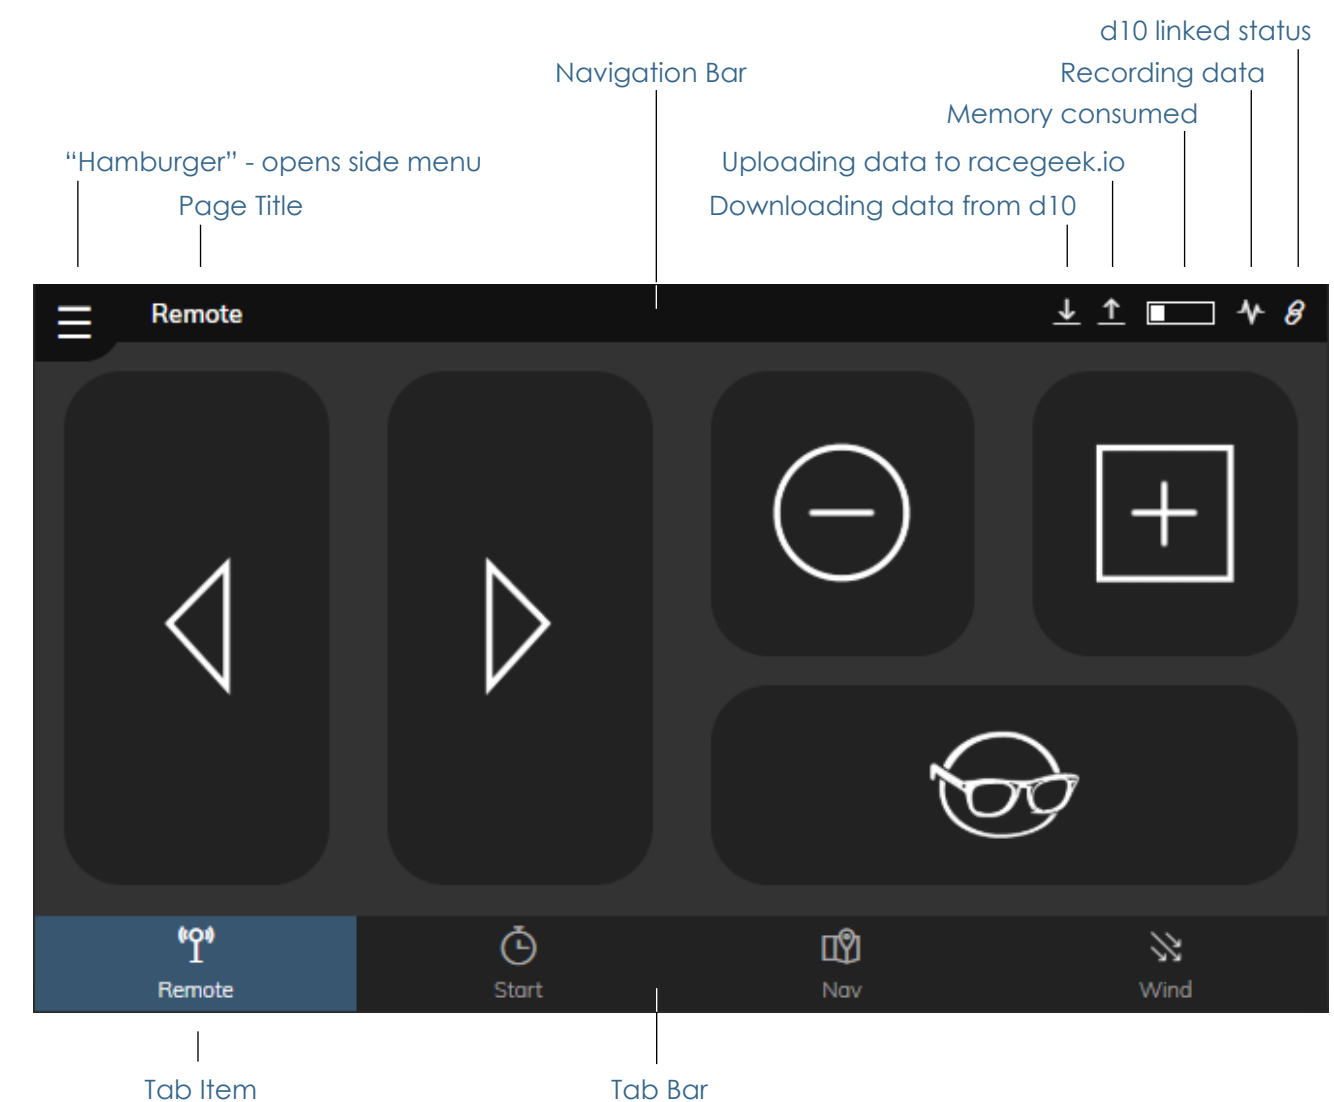 d10 linked status
Navigation Bar
Recording data
Memory consumed
“Hamburger” - opens side menu
Uploading data to racegeek.io
Page Title
Downloading data from d10
Remote
Remote
Start
Nav
Wind
Tab Item
Tab Bar